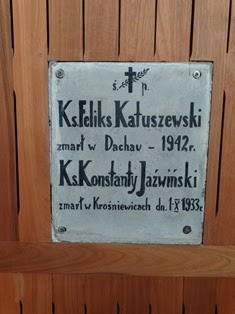 ś. p.
Ks. Feliks Katuszewski
zmarł w Dachau - 1942 r.
Ks. Konstanty Jaźwiński
zmarł w Krośniewicach dn. 1-X-1933 r.